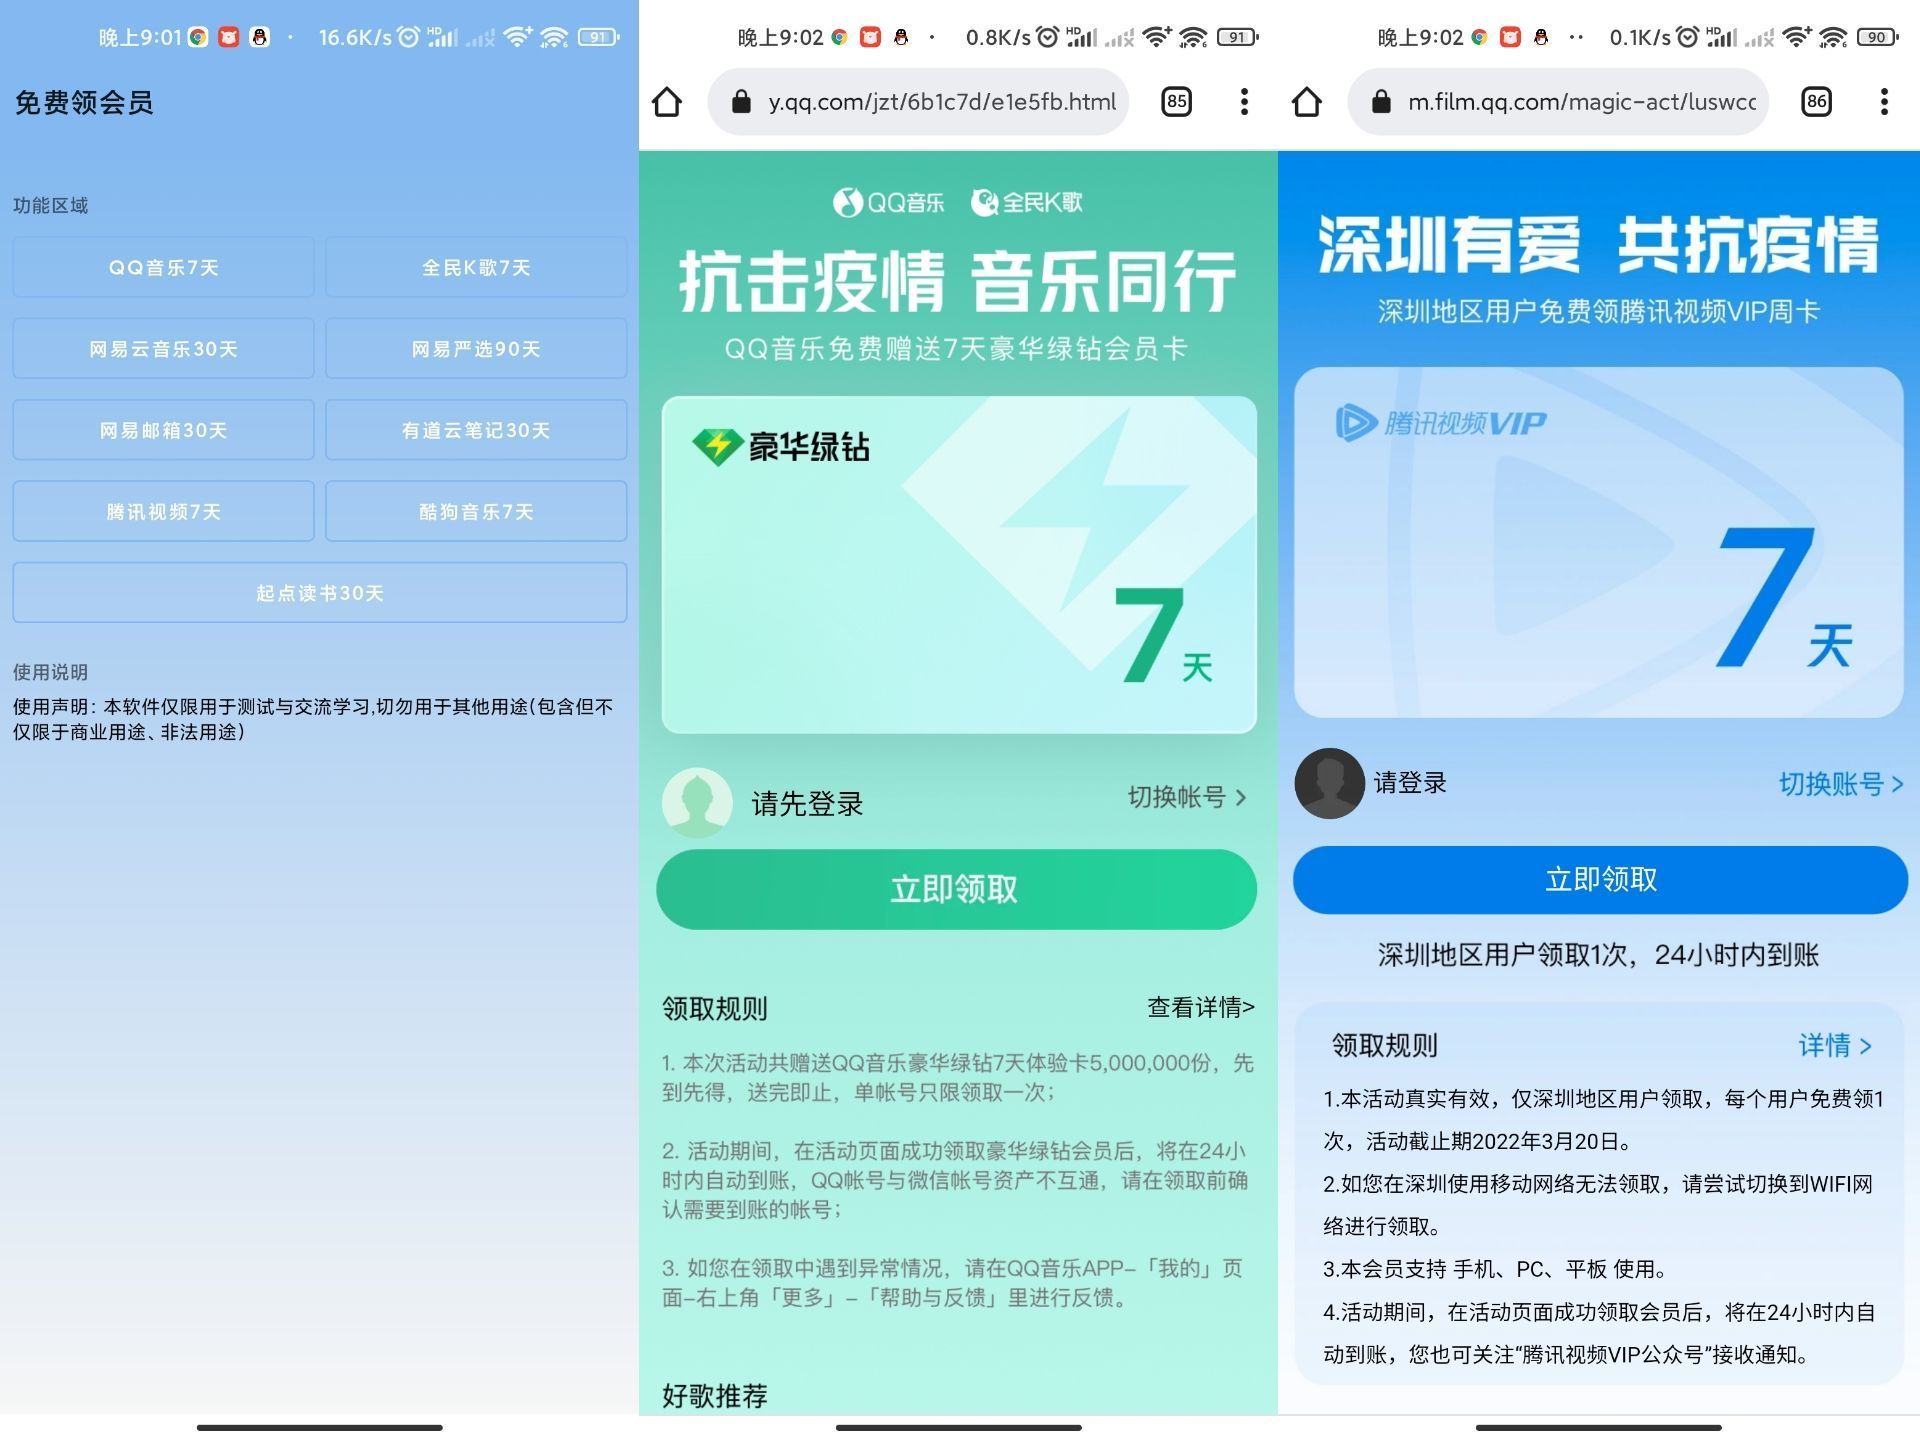 晚上9:01
16.6K/s
HD
91
免费领会员
功能区域
QQ音乐7天
全民K歌7天
网易云音乐30天
网易严选90天
网易邮箱30天
有道云笔记30天
腾讯视频7天
酷狗音乐7天
起点读书30天
使用说明
使用声明：本软件仅限用于测试与交流学习,切勿用于其他用途(包含但不
仅限于商业用途、非法用途)
晚上9:02
0.8K/s
HD
91
y.qq.com/jzt/6b1c7d/e1e5fb.html
85
QQ音乐 全民K歌
抗击疫情 音乐同行
QQ音乐免费赠送7天豪华绿钻会员卡
豪华绿钻
7天
请先登录
切换帐号 >
立即领取
领取规则
查看详情>
1. 本次活动共赠送QQ音乐豪华绿钻7天体验卡5,000,000份，先
到先得，送完即止，单帐号只限领取一次；
2. 活动期间，在活动页面成功领取豪华绿钻会员后，将在24小
时内自动到账，QQ帐号与微信帐号资产不互通，请在领取前确
认需要到账的帐号；
3. 如您在领取中遇到异常情况，请在QQ音乐APP-「我的」页
面-右上角「更多」-「帮助与反馈」里进行反馈。
好歌推荐
晚上9:02
0.1K/s
HD
90
m.film.qq.com/magic-act/luswcc
86
深圳有爱 共抗疫情
深圳地区用户免费领腾讯视频VIP周卡
腾讯视频VIP
7天
请登录
切换账号 >
立即领取
深圳地区用户领取1次，24小时内到账
领取规则
详情 >
1.本活动真实有效，仅深圳地区用户领取，每个用户免费领1
次，活动截止期2022年3月20日。
2.如您在深圳使用移动网络无法领取，请尝试切换到WIFI网
络进行领取。
3.本会员支持 手机、PC、平板 使用。
4.活动期间，在活动页面成功领取会员后，将在24小时内自
动到账，您也可关注“腾讯视频VIP公众号”接收通知。